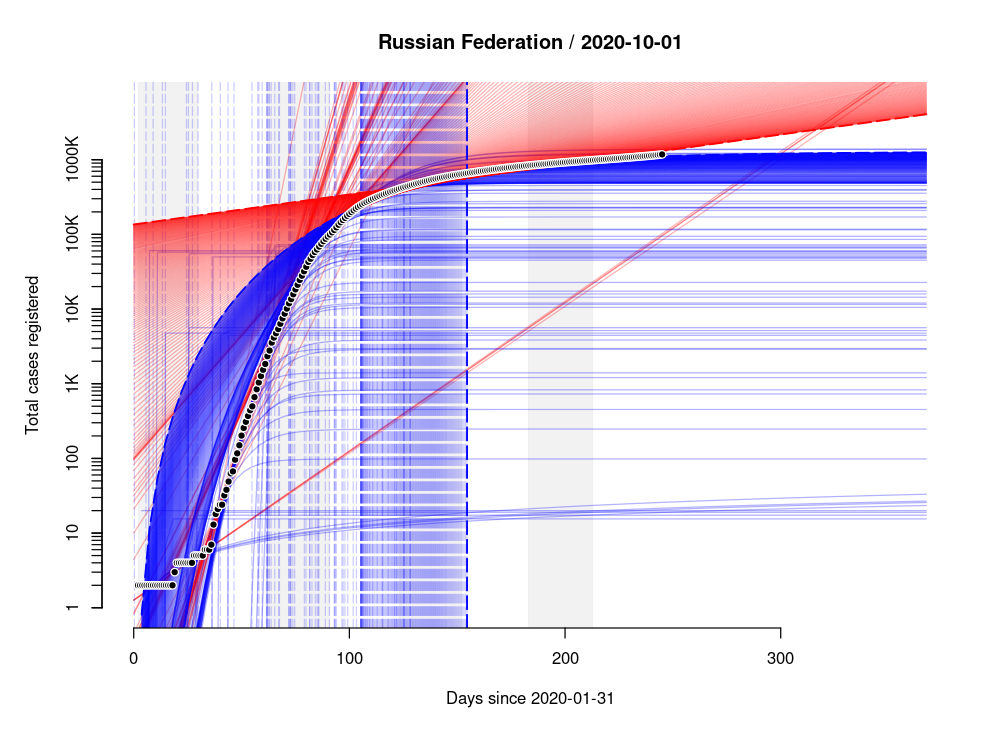 Russian Federation / 2020-10-01
Total cases registered
1000K
100K
10K
1K
100
10
1
0
100
200
300
Days since 2020-01-31